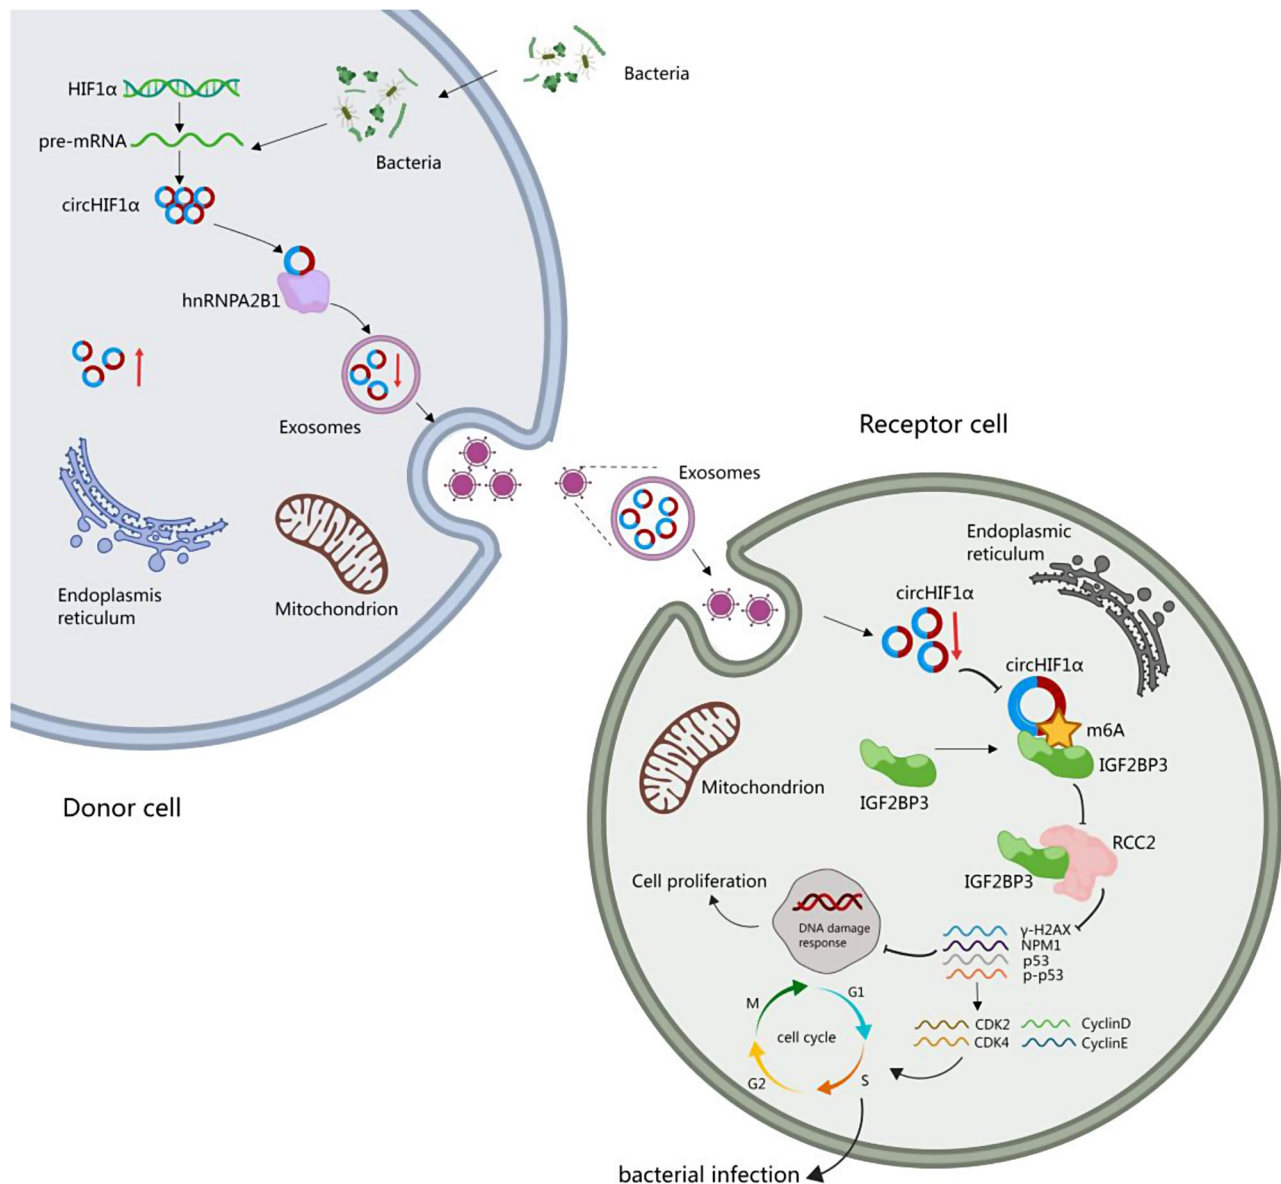 HIF1α
Bacteria
pre-mRNA
Bacteria
circHIF1α
hnRNPA2B1
Exosomes
Endoplasmis
reticulum
Mitochondrion
Donor cell
Receptor cell
Exosomes
Endoplasmic
reticulum
circHIF1α
circHIF1α
m6A
IGF2BP3
IGF2BP3
Mitochondrion
RCC2
IGF2BP3
Cell proliferation
DNA damage
response
γ-H2AX
NPM1
p53
p-p53
CDK2
CyclinD
CDK4
CyclinE
M
G1
cell cycle
G2
S
bacterial infection